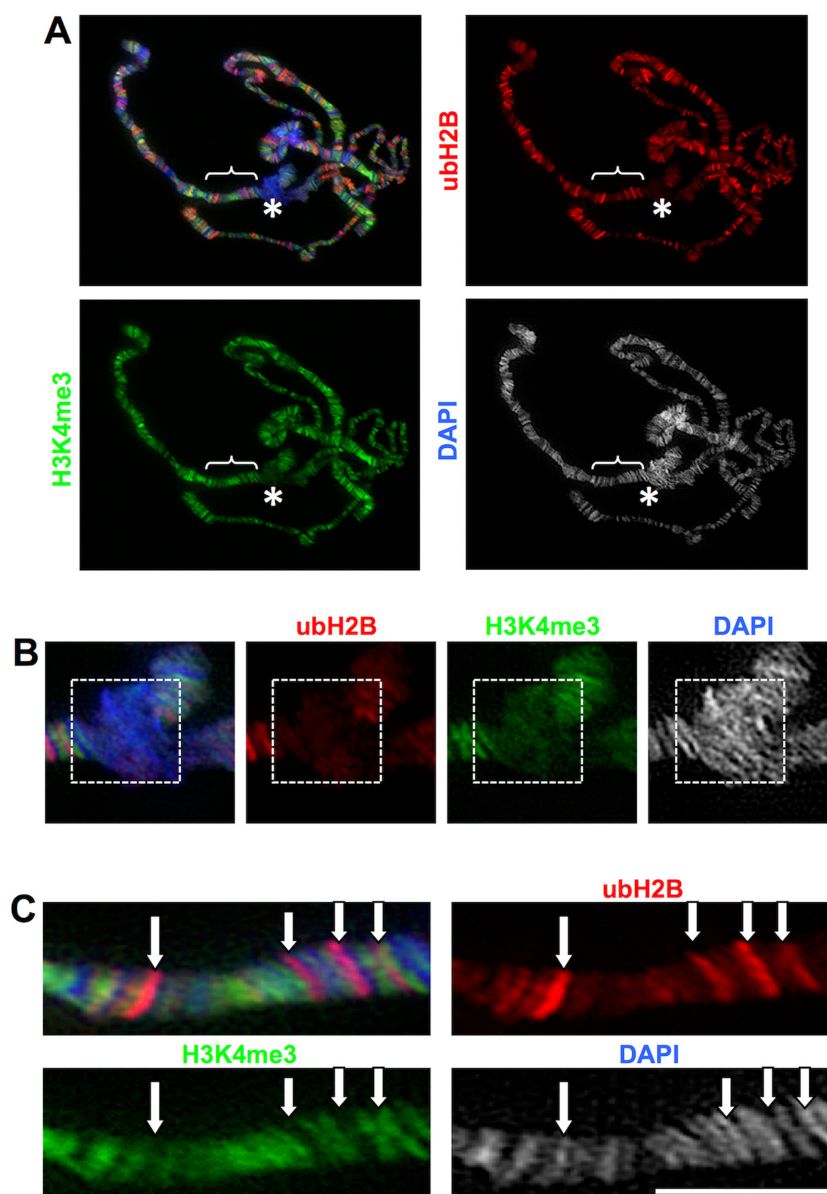 A
ubH2B
*
*
H3K4me3
DAPI
*
*
B
ubH2B
H3K4me3
DAPI
C
ubH2B
H3K4me3
DAPI